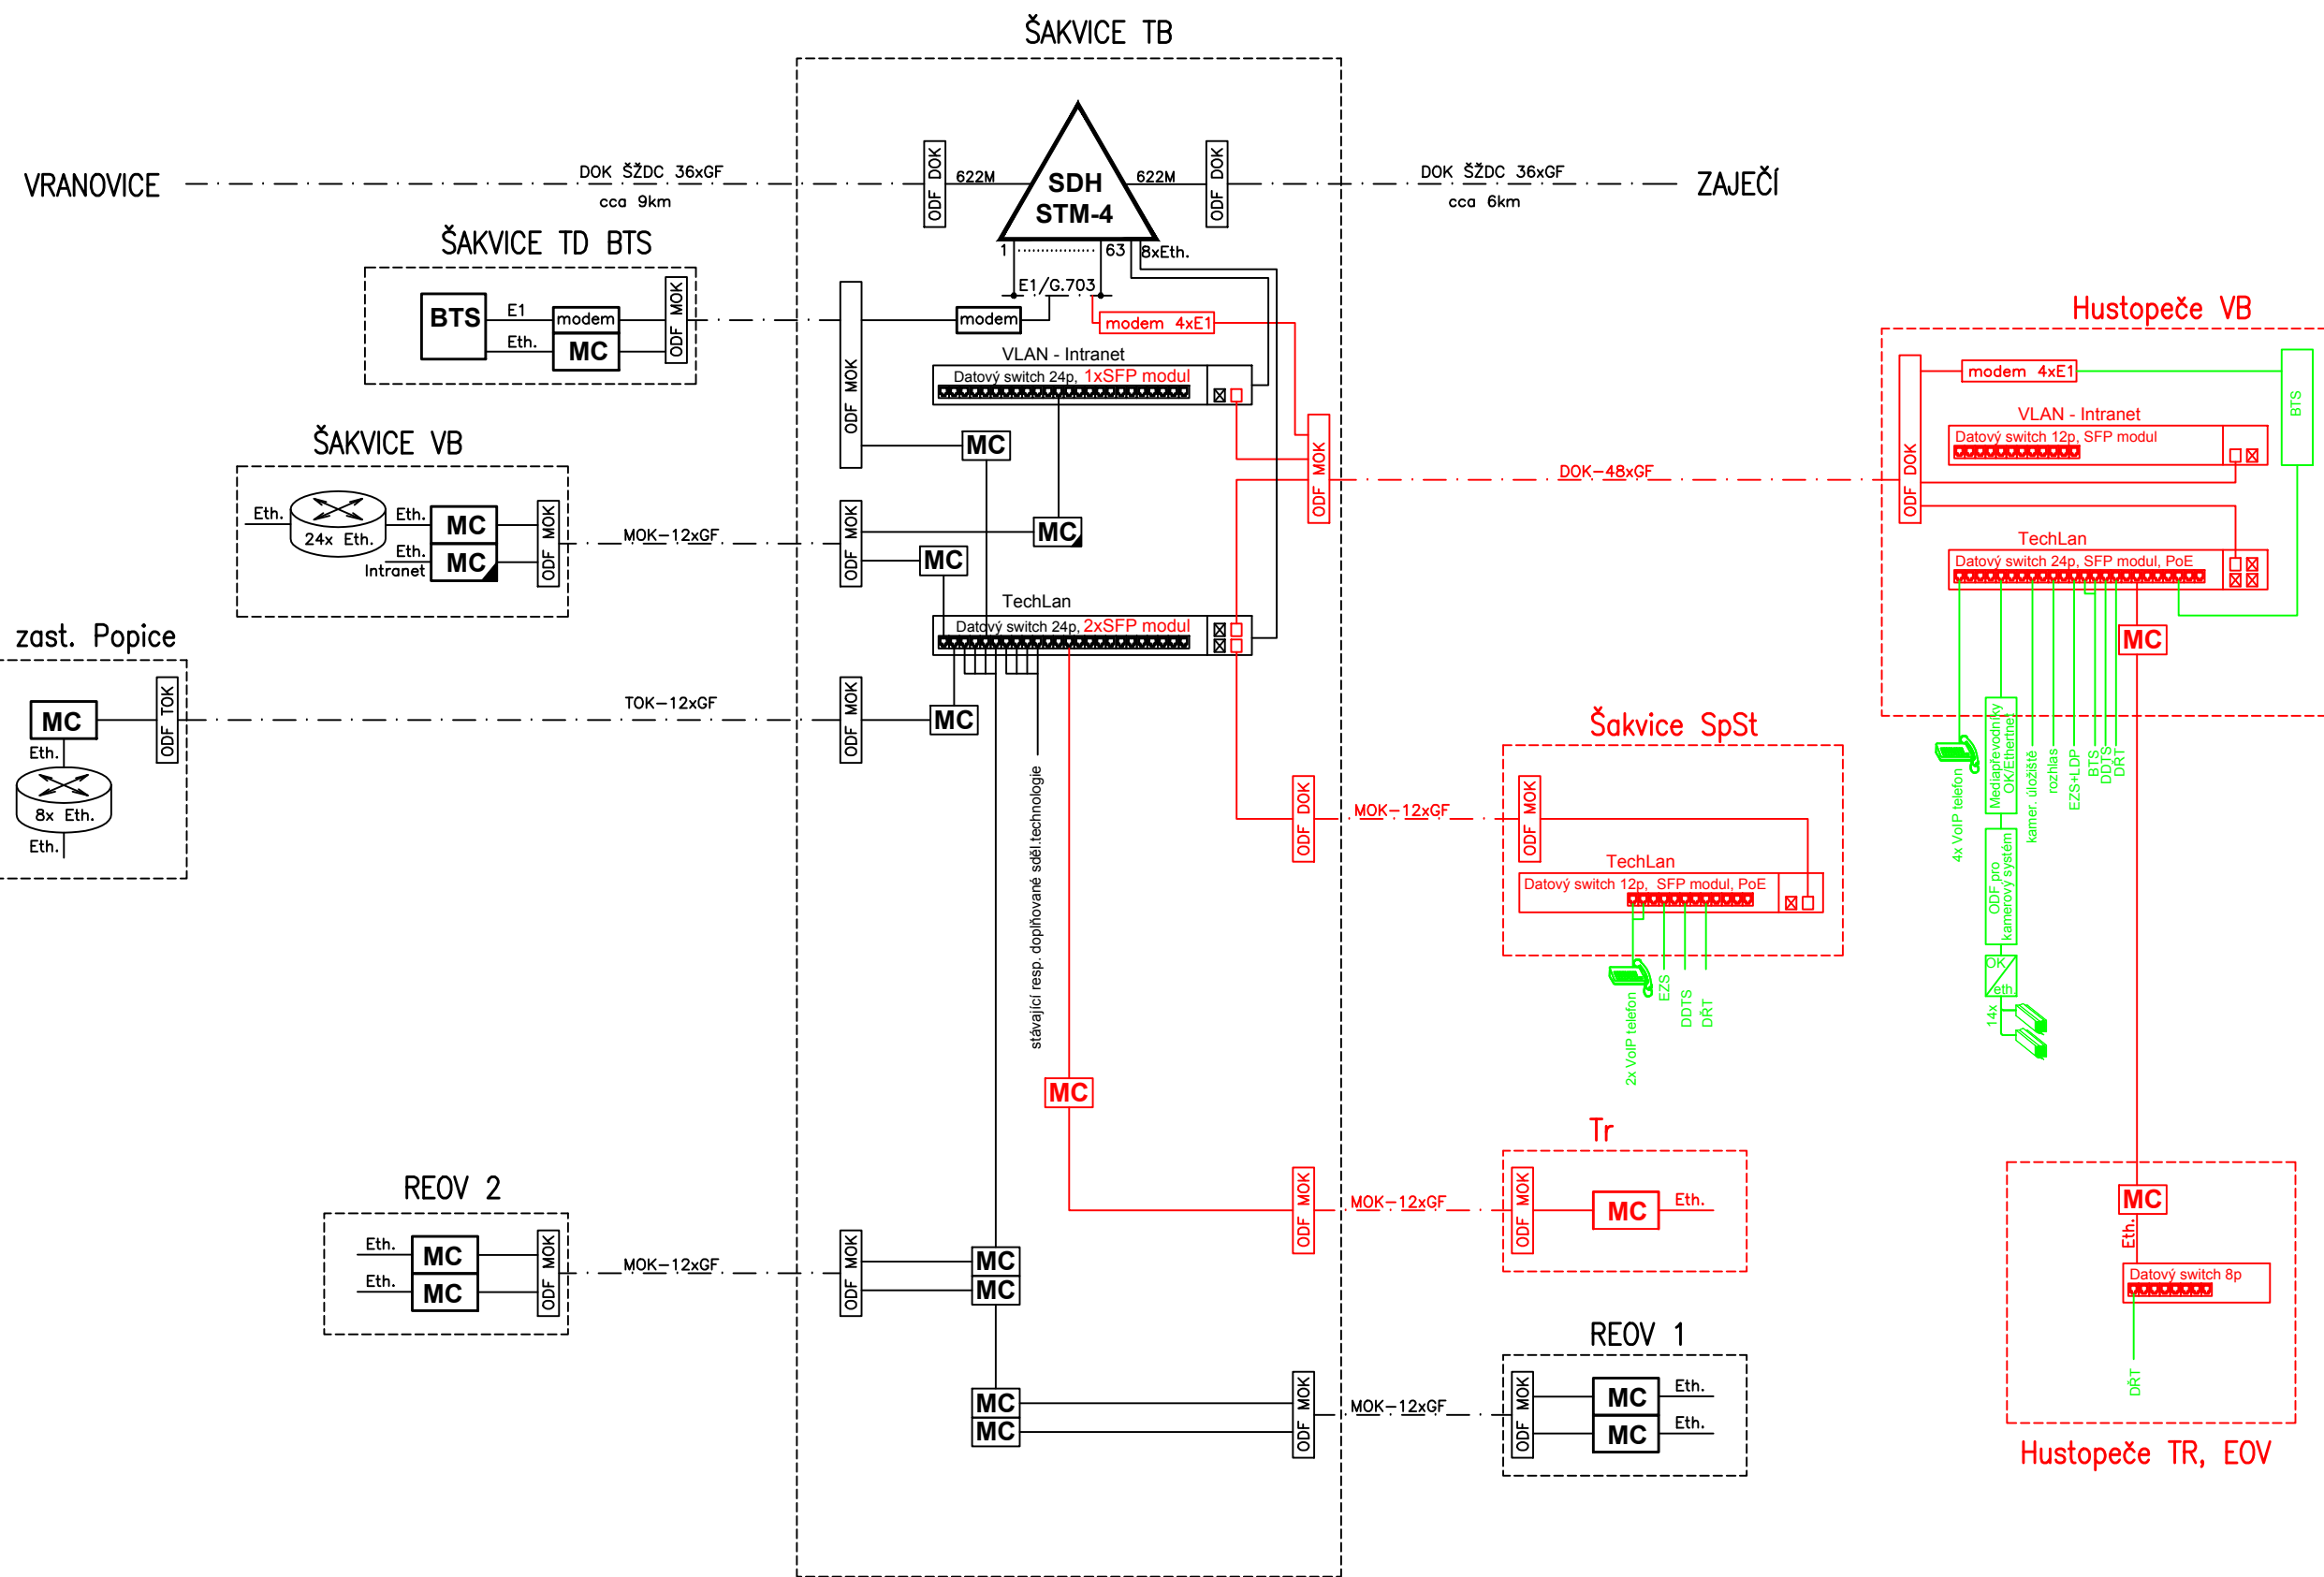 ŠAKVICE TB
VRANOVICE
DOK ŠŽDC 36xGF
cca 9km
ODF DOK
622M
SDH
STM-4
622M
ODF DOK
DOK ŠŽDC 36xGF
cca 6km
ZAJEČÍ
1
63
8xEth.
E1/G.703
ŠAKVICE TD BTS
BTS
E1
Eth.
modem
MC
ODF MOK
ODF MOK
modem
modem 4xE1
VLAN - Intranet
Datový switch 24p, 1xSFP modul
MC
ODF MOK
DOK-48xGF
Hustopeče VB
ODF DOK
modem 4xE1
BTS
VLAN - Intranet
Datový switch 12p, SFP modul
TechLan
Datový switch 24p, SFP modul, PoE
MC
4x VoIP telefon
Mediapřevodníky
OK/Ethertnet
kamer. úložiště
rozhlas
EZS+LDP
BTS
DDTS
DŘT
ODF pro
kamerový systém
OK
eth.
14x
ŠAKVICE VB
Eth.
24x Eth.
Eth.
Eth.
Intranet
MC
MC
ODF MOK
MOK-12xGF
ODF MOK
MC
MC
TechLan
Datový switch 24p, 2xSFP modul
zast. Popice
MC
ODF TOK
Eth.
8x Eth.
Eth.
TOK-12xGF
ODF MOK
MC
stávající resp. doplňované sděl.technologie
ODF DOK
MOK-12xGF
Šakvice SpSt
ODF MOK
TechLan
Datový switch 12p, SFP modul, PoE
2x VoIP telefon
EZS
DDTS
DŘT
MC
ODF MOK
MOK-12xGF
Tr
ODF MOK
MC
Eth.
REOV 2
Eth.
Eth.
MC
MC
ODF MOK
MOK-12xGF
ODF MOK
MC
MC
MC
MC
ODF MOK
MOK-12xGF
REOV 1
ODF MOK
MC
MC
Eth.
Eth.
MC
Eth.
Datový switch 8p
DŘT
Hustopeče TR, EOV